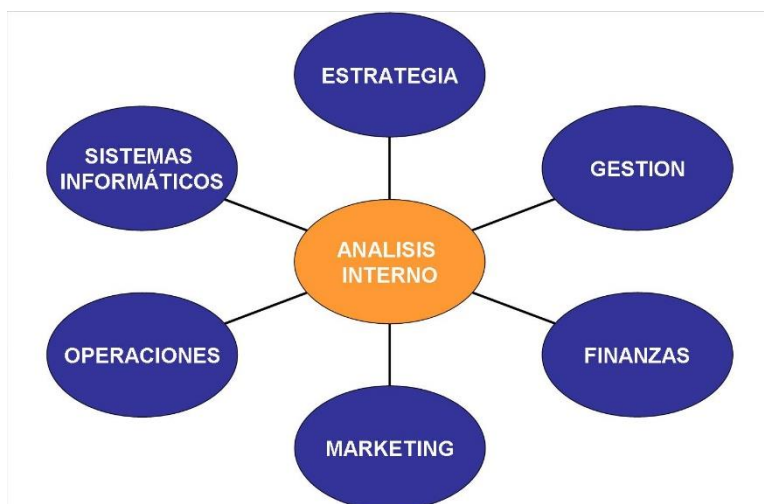 ESTRATEGIA
SISTEMAS
INFORMÁTICOS
GESTION
ANALISIS
INTERNO
OPERACIONES
FINANZAS
MARKETING